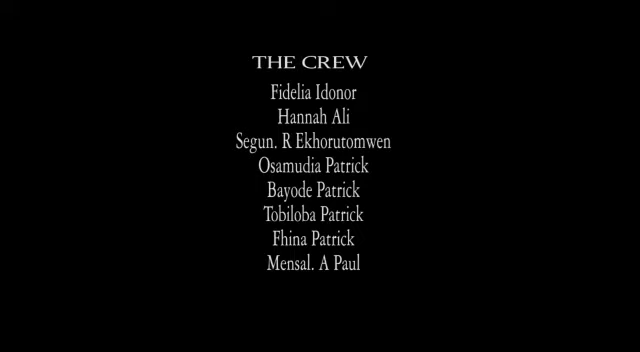 THE CREW
Fidelia Idonor
Hannah Ali
Segun. R Ekhorutomwen
Osamudia Patrick
Bayode Patrick
Tobiloba Patrick
Fhina Patrick
Mensal. A Paul